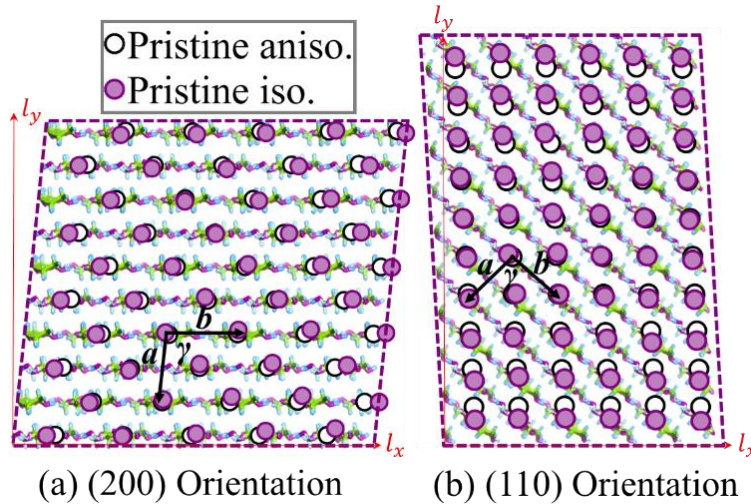 Pristine aniso.
Pristine iso.
l_y
l_y
b
a
γ
a
b
γ
l_x
l_x
(a) (200) Orientation
(b) (110) Orientation